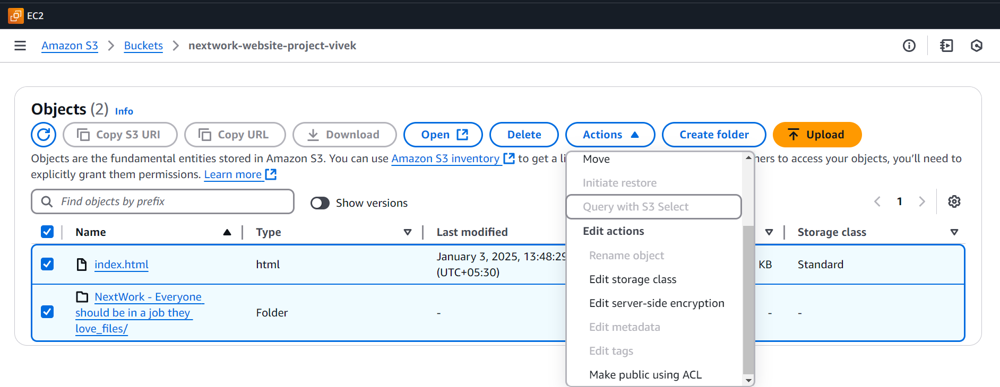 EC2
Amazon S3 > Buckets > nextwork-website-project-vivek
Objects (2) Info
Copy S3 URI Copy URL Download Open Delete Actions Create folder Upload
Objects are the fundamental entities stored in Amazon S3. You can use Amazon S3 inventory to get a li ners to access your objects, you'll need to
explicitly grant them permissions. Learn more
Find objects by prefix
Show versions
1
Name Type Last modified Storage class
index.html html January 3, 2025, 13:48:29 KB Standard
(UTC+05:30)
NextWork - Everyone
should be in a job they
love_files/
Folder - - -
Move
Initiate restore
Query with S3 Select
Edit actions
Rename object
Edit storage class
Edit server-side encryption
Edit metadata
Edit tags
Make public using ACL